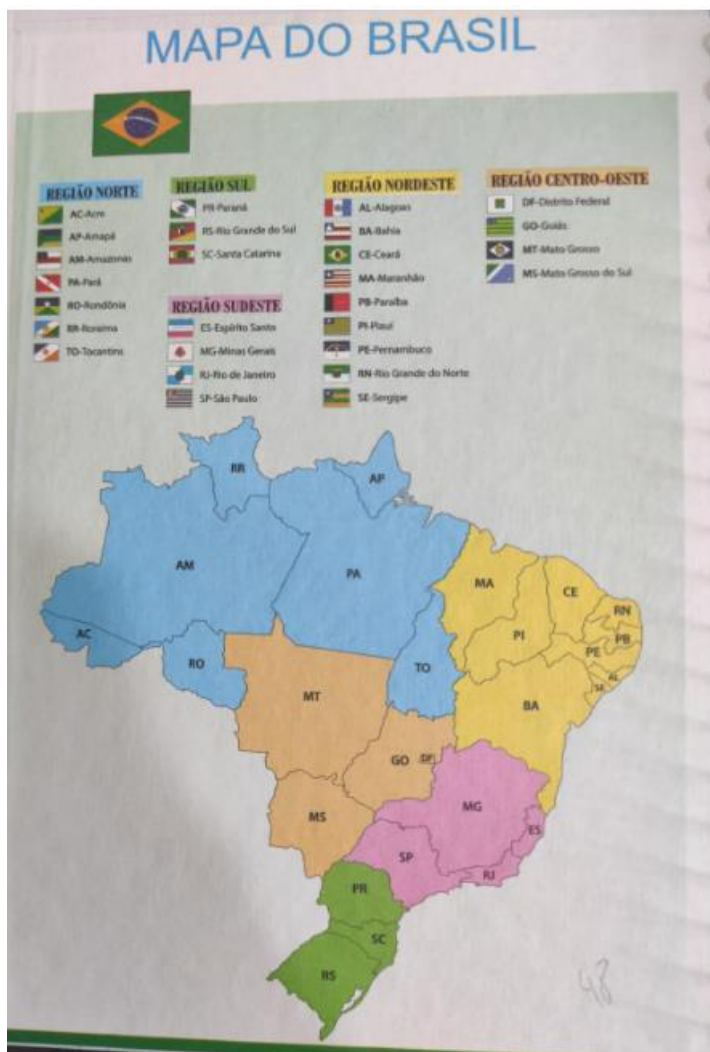 MAPA DO BRASIL
REGIÃO NORTE
AC-Acre
AP-Amapá
AM-Amazonas
PA-Pará
RO-Rondônia
RR-Roraima
TO-Tocantins
REGIÃO SUL
PR-Paraná
RS-Rio Grande do Sul
SC-Santa Catarina
REGIÃO SUDESTE
ES-Espírito Santo
MG-Minas Gerais
RJ-Rio de Janeiro
SP-São Paulo
REGIÃO NORDESTE
AL-Alagoas
BA-Bahia
CE-Ceará
MA-Maranhão
PB-Paraíba
PI-Piauí
PE-Pernambuco
RN-Rio Grande do Norte
SE-Sergipe
REGIÃO CENTRO-OESTE
DF-Distrito Federal
GO-Goiás
MT-Mato Grosso
MS-Mato Grosso do Sul
RR
AP
AM
PA
MA
CE
RN
AC
RO
TO
PI
PB
PE
AL
SE
MT
BA
GO
DF
MS
MG
ES
SP
RJ
PR
SC
RS
48